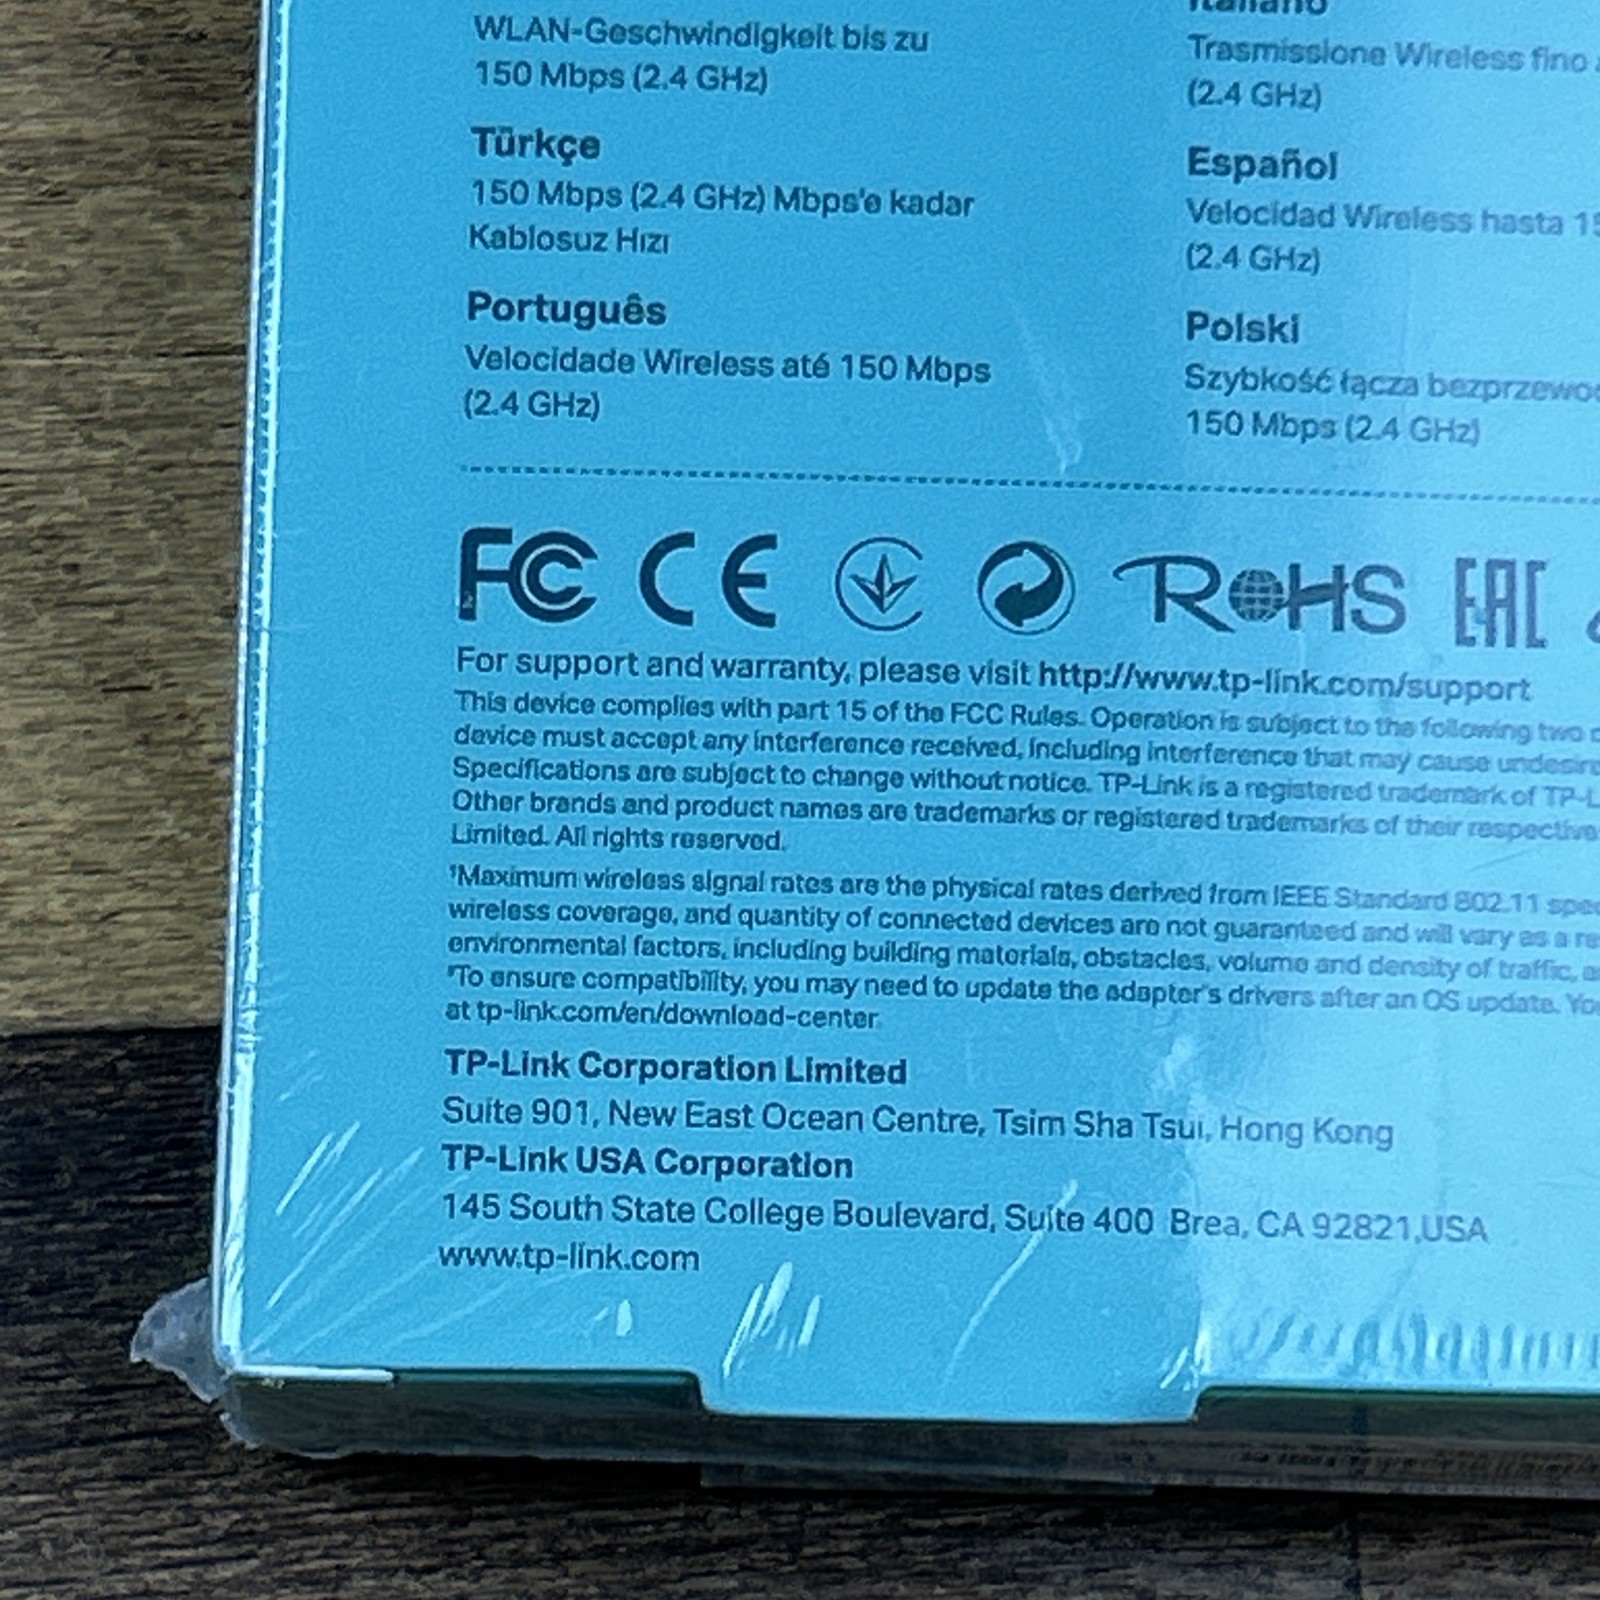 WLAN-Geschwindigkeit bis zu
150 Mbps (2.4 GHz)
Türkçe
150 Mbps (2.4 GHz) Mbps'e kadar
Kablosuz Hızı
Português
Velocidade Wireless até 150 Mbps
(2.4 GHz)
Italiano
Trasmissione Wireless fino
(2.4 GHz)
Español
Velocidad Wireless hasta
(2.4 GHz)
Polski
Szybkość łącza
150 Mbps (2.4 GHz)
FC CE RoHS EAC
For support and warranty, please visit http://www.tp-link.com/support
This device complies with part 15 of the FCC Rules. Operation is subject to the following two
device must accept any interference received, including interference that may cause
Specifications are subject to change without notice. TP-Link is a registered trademark of
Other brands and product names are trademarks or registered trademarks of their respective
Limited. All rights reserved.
¹Maximum wireless signal rates are the physical rates derived from IEEE Standard 802.11
wireless coverage, and quantity of connected devices are not guaranteed and will vary as a
environmental factors, including building materials, obstacles, volume and density of traffic,
To ensure compatibility, you may need to update the adapter's drivers after an OS update.
at tp-link.com/en/download-center
TP-Link Corporation Limited
Suite 901, New East Ocean Centre, Tsim Sha Tsui, Hong Kong
TP-Link USA Corporation
145 South State College Boulevard, Suite 400 Brea, CA 92821,USA
www.tp-link.com